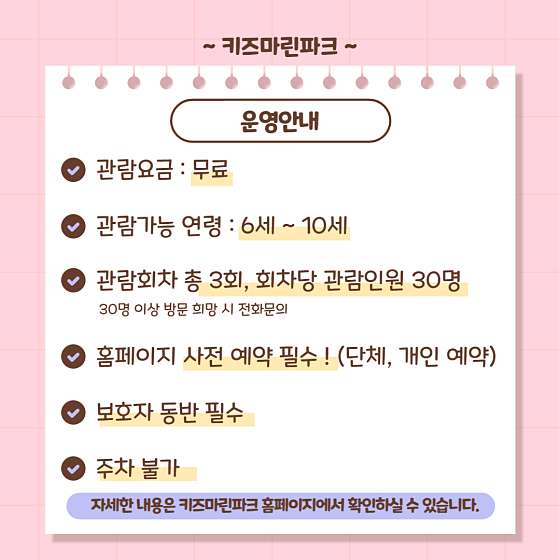 ~ 키즈마린파크 ~
운영안내
관람요금 : 무료
관람가능 연령 : 6세 ~ 10세
관람회차 총 3회, 회차당 관람인원 30명
30명 이상 방문 희망 시 전화문의
홈페이지 사전 예약 필수 ! (단체, 개인 예약)
보호자 동반 필수
주차 불가
자세한 내용은 키즈마린파크 홈페이지에서 확인하실 수 있습니다.